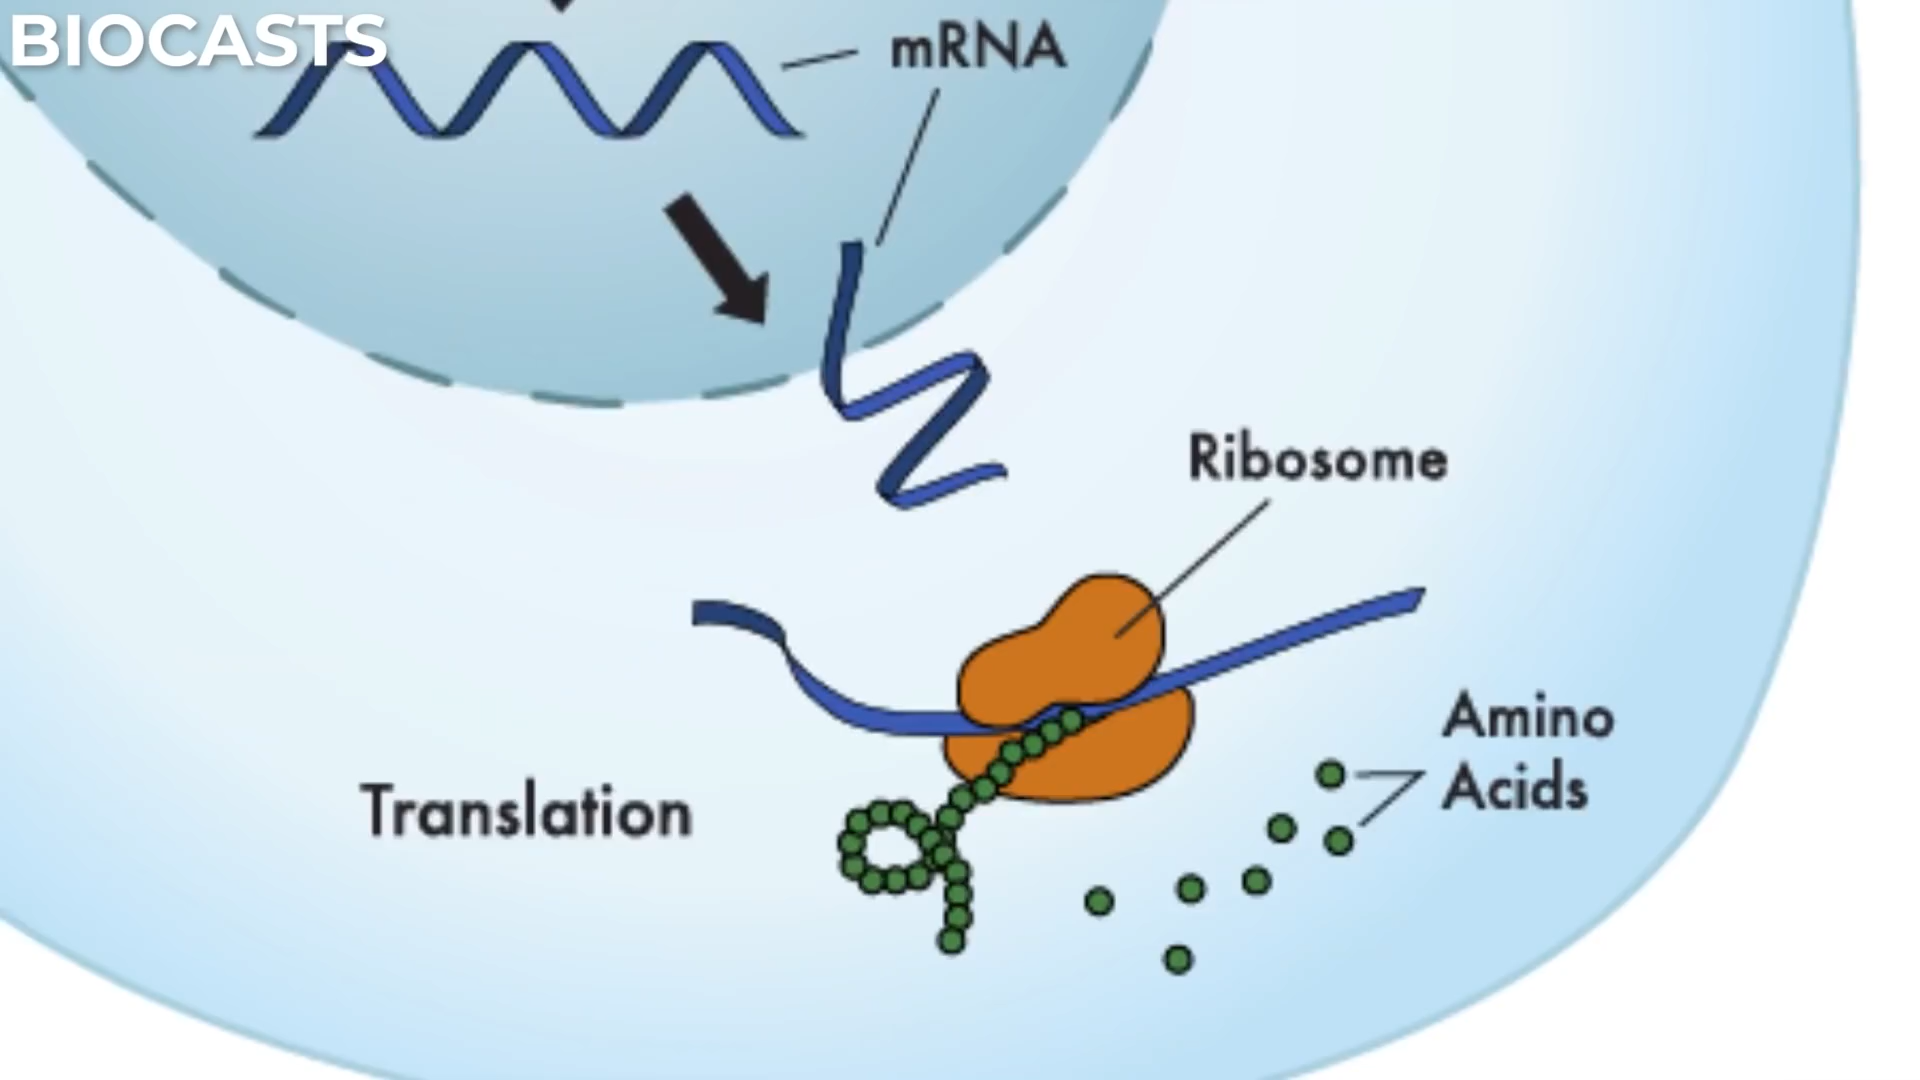 BIOCASTS
mRNA
Ribosome
Amino
Acids
Translation